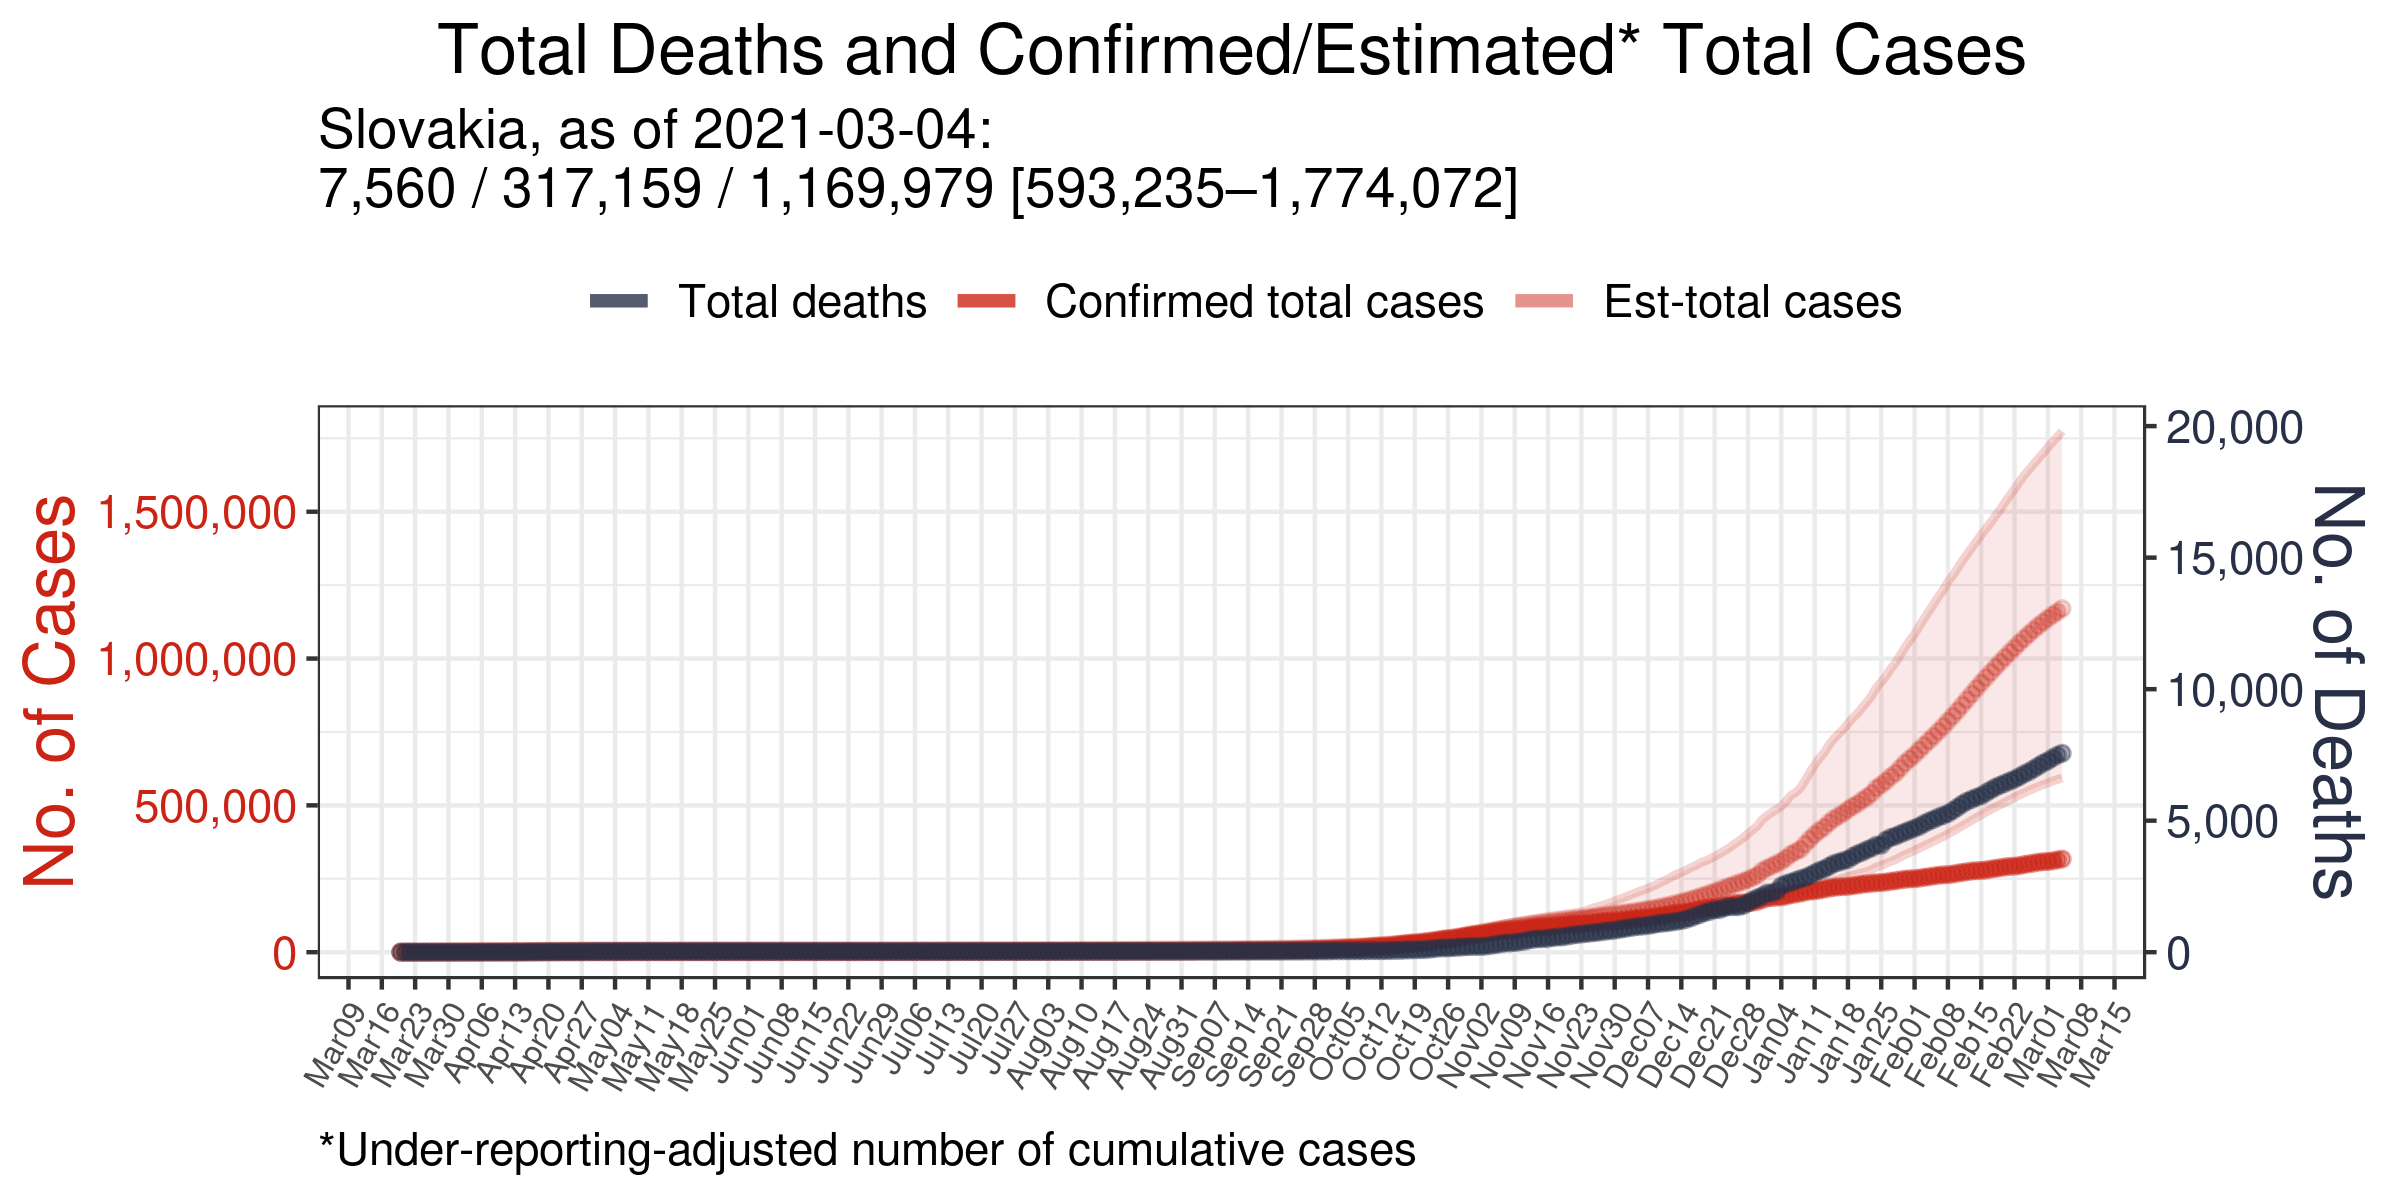 Total Deaths and Confirmed/Estimated* Total Cases
Slovakia, as of 2021-03-04:
7,560 / 317,159 / 1,169,979 [593,235–1,774,072]
Total deaths
Confirmed total cases
Est-total cases
No. of Cases
1,500,000
1,000,000
500,000
0
20,000
15,000
10,000
5,000
0
No. of Deaths
Mar09
Mar16
Mar23
Mar30
Apr06
Apr13
Apr20
Apr27
May04
May11
May18
May25
Jun01
Jun08
Jun15
Jun22
Jun29
Jul06
Jul13
Jul20
Jul27
Aug03
Aug10
Aug17
Aug24
Aug31
Sep07
Sep14
Sep21
Sep28
Oct05
Oct12
Oct19
Oct26
Nov02
Nov09
Nov16
Nov23
Nov30
Dec07
Dec14
Dec21
Dec28
Jan04
Jan11
Jan18
Jan25
Feb01
Feb08
Feb15
Feb22
Mar01
Mar08
Mar15
*Under-reporting-adjusted number of cumulative cases